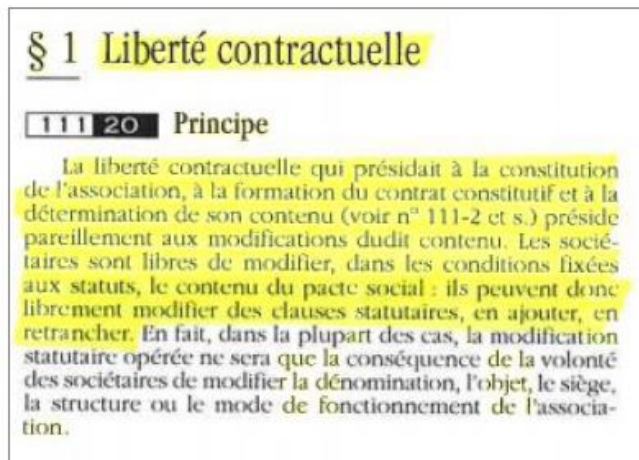 § 1 Liberté contractuelle
111 20 Principe
La liberté contractuelle qui présidait à la constitution
de l'association, à la formation du contrat constitutif et à la
détermination de son contenu (voir n° 111-2 et s.) préside
pareillement aux modifications dudit contenu. Les socié-
taires sont libres de modifier, dans les conditions fixées
aux statuts, le contenu du pacte social : ils peuvent donc
librement modifier des clauses statutaires, en ajouter, en
retrancher. En fait, dans la plupart des cas, la modification
statutaire opérée ne sera que la conséquence de la volonté
des sociétaires de modifier la dénomination, l'objet, le siège,
la structure ou le mode de fonctionnement de l'associa-
tion.